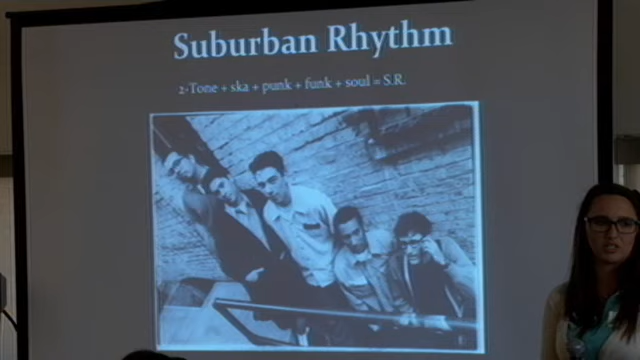 Suburban Rhythm
2-Tone + ska + punk + funk + soul = S.R.